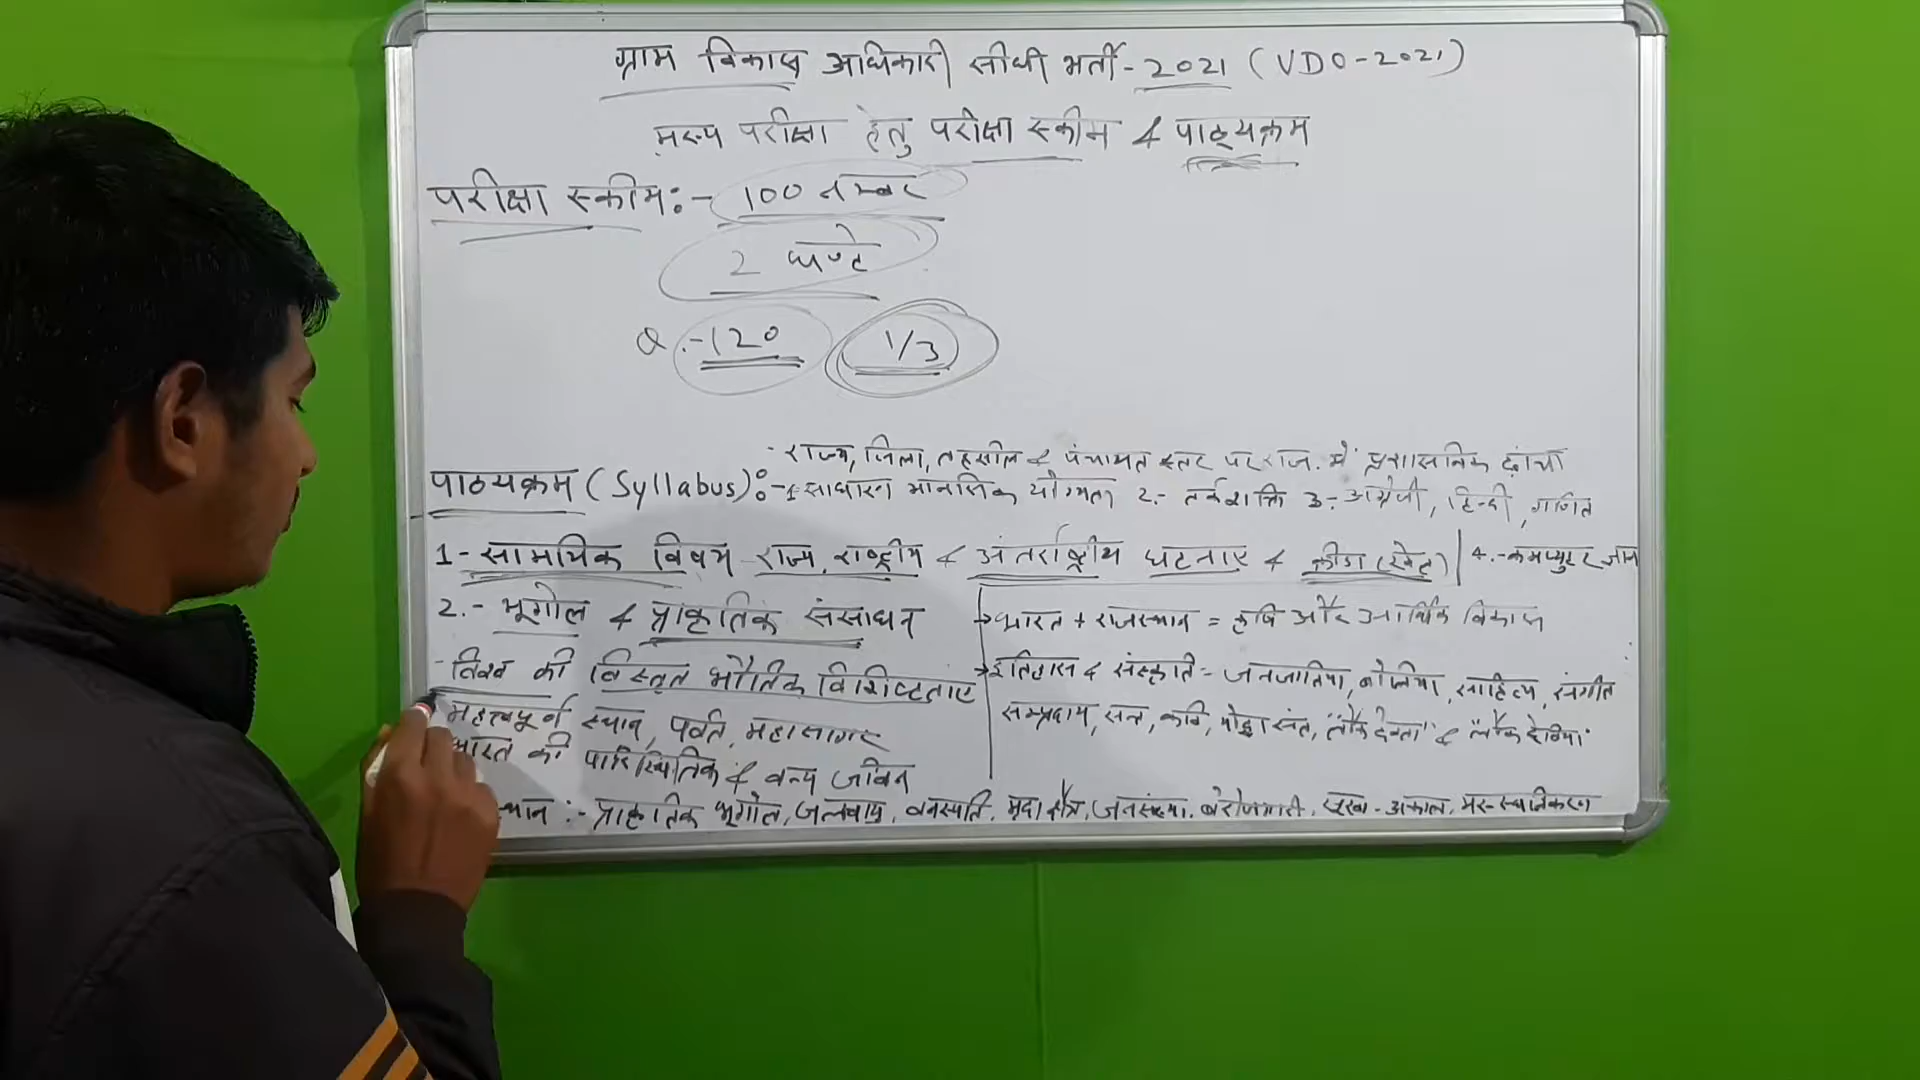 ग्राम विकास अधिकारी सीधी भर्ती - 2021 (VDO-2021)
मुख्य परीक्षा हेतु परीक्षा स्कीम & पाठ्यक्रम
परीक्षा स्कीम :- 100 नम्बर
2 घण्टे
Q.-120 1/3
- राज्य, जिला, तहसील & पंचायत स्तर पर राज. में प्रशासनिक ढांचा
पाठयक्रम (Syllabus) :- 1 साधारण मानसिक योग्यता 2.- तर्कशक्ति 3.- अंग्रेजी, हिन्दी, गणित
1 - सामयिक विषय राज्य, राष्ट्रीय & अंतर्राष्ट्रीय घटनाए & क्रीडा (खेल) | 4.- कम्प्युटर ज्ञान
2.- भूगोल & प्राकृतिक संसाधन
- विश्व की विस्तृत भौतिक विशिष्टताए
महत्वपूर्ण स्थान, पर्वत, महासागर
भारत की पारिस्थितिक & वन्य जीवन
→ भारत + राजस्थान = कृषि और आर्थिक विकास
→ इतिहास & संस्कृति - जनजातिया, बोलिया, साहित्य, संगीत
सम्प्रदाय, सन्त, कवि, योद्धा संत, "लोक देवता" & "लोक देविया"
स्थान :- प्राकृतिक भूगोल, जलवायु, वनस्पति, मृदा क्षेत्र, जनसंख्या, बेरोजगारी, सूखा - अकाल, मरुस्थलिकरण